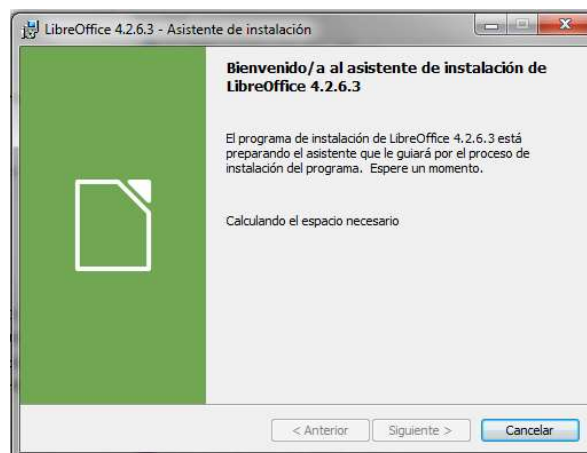 LibreOffice 4.2.6.3 - Asistente de instalación
Bienvenido/a al asistente de instalación de
LibreOffice 4.2.6.3
El programa de instalación de LibreOffice 4.2.6.3 está
preparando el asistente que le guiará por el proceso de
instalación del programa. Espere un momento.
Calculando el espacio necesario
< Anterior
Siguiente >
Cancelar